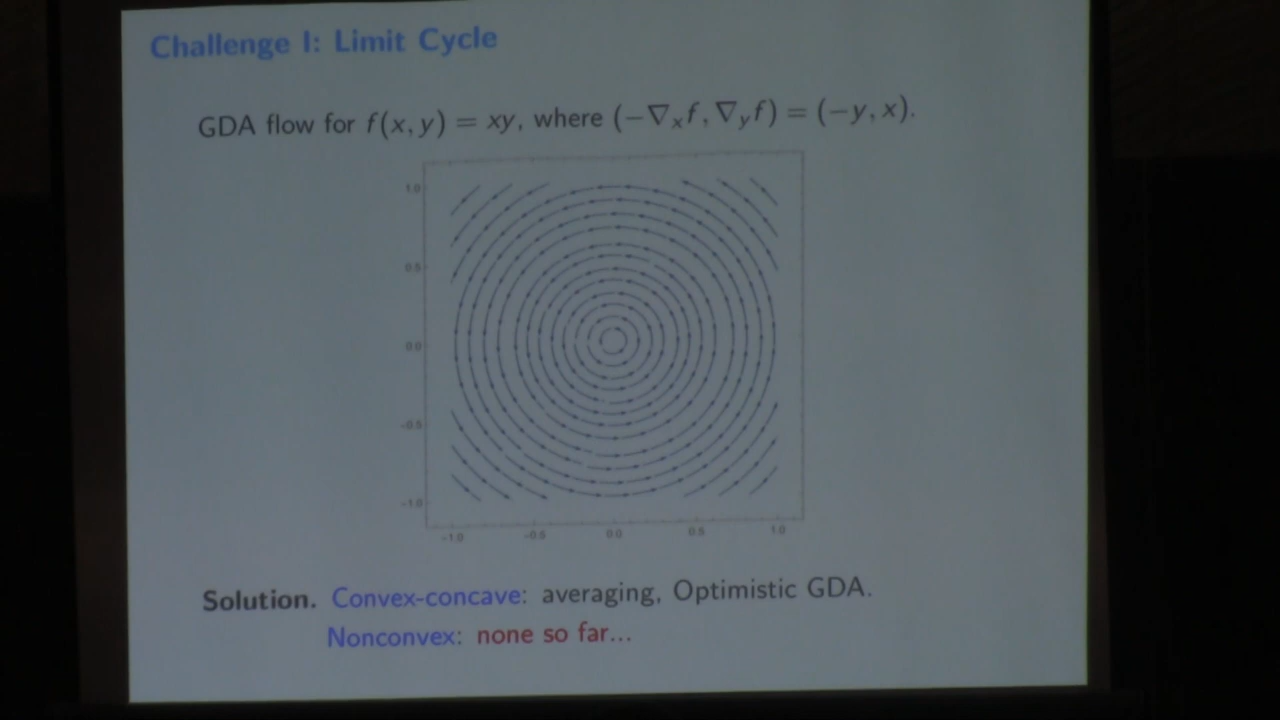 Challenge I: Limit Cycle
GDA flow for f(x, y) = xy, where (−∇ₓf, ∇ᵧf) = (−y, x).
1.0
0.5
0.0
-0.5
-1.0
-1.0 -0.5 0.0 0.5 1.0
Solution. Convex-concave: averaging, Optimistic GDA.
Nonconvex: none so far...